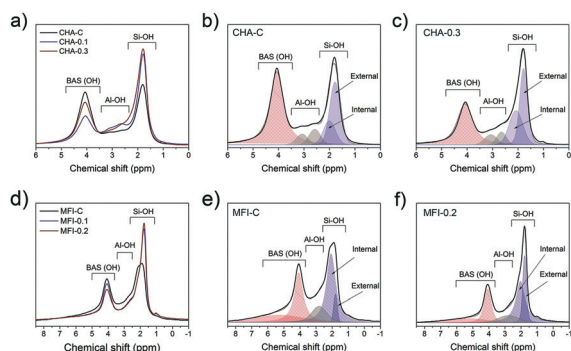 a)
CHA-C
CHA-0.1
CHA-0.3
Si-OH
BAS (OH)
Al-OH
6 5 4 3 2 1 0
Chemical shift (ppm)
b)
CHA-C
Si-OH
BAS (OH)
Al-OH
External
Internal
6 5 4 3 2 1 0
Chemical shift (ppm)
c)
CHA-0.3
Si-OH
BAS (OH)
Al-OH
External
Internal
6 5 4 3 2 1 0
Chemical shift (ppm)
d)
MFI-C
MFI-0.1
MFI-0.2
Si-OH
Al-OH
BAS (OH)
8 7 6 5 4 3 2 1 0 -1
Chemical shift (ppm)
e)
MFI-C
Si-OH
Al-OH
BAS (OH)
Internal
External
8 7 6 5 4 3 2 1 0 -1
Chemical shift (ppm)
f)
MFI-0.2
Si-OH
Al-OH
BAS (OH)
Internal
External
8 7 6 5 4 3 2 1 0 -1
Chemical shift (ppm)